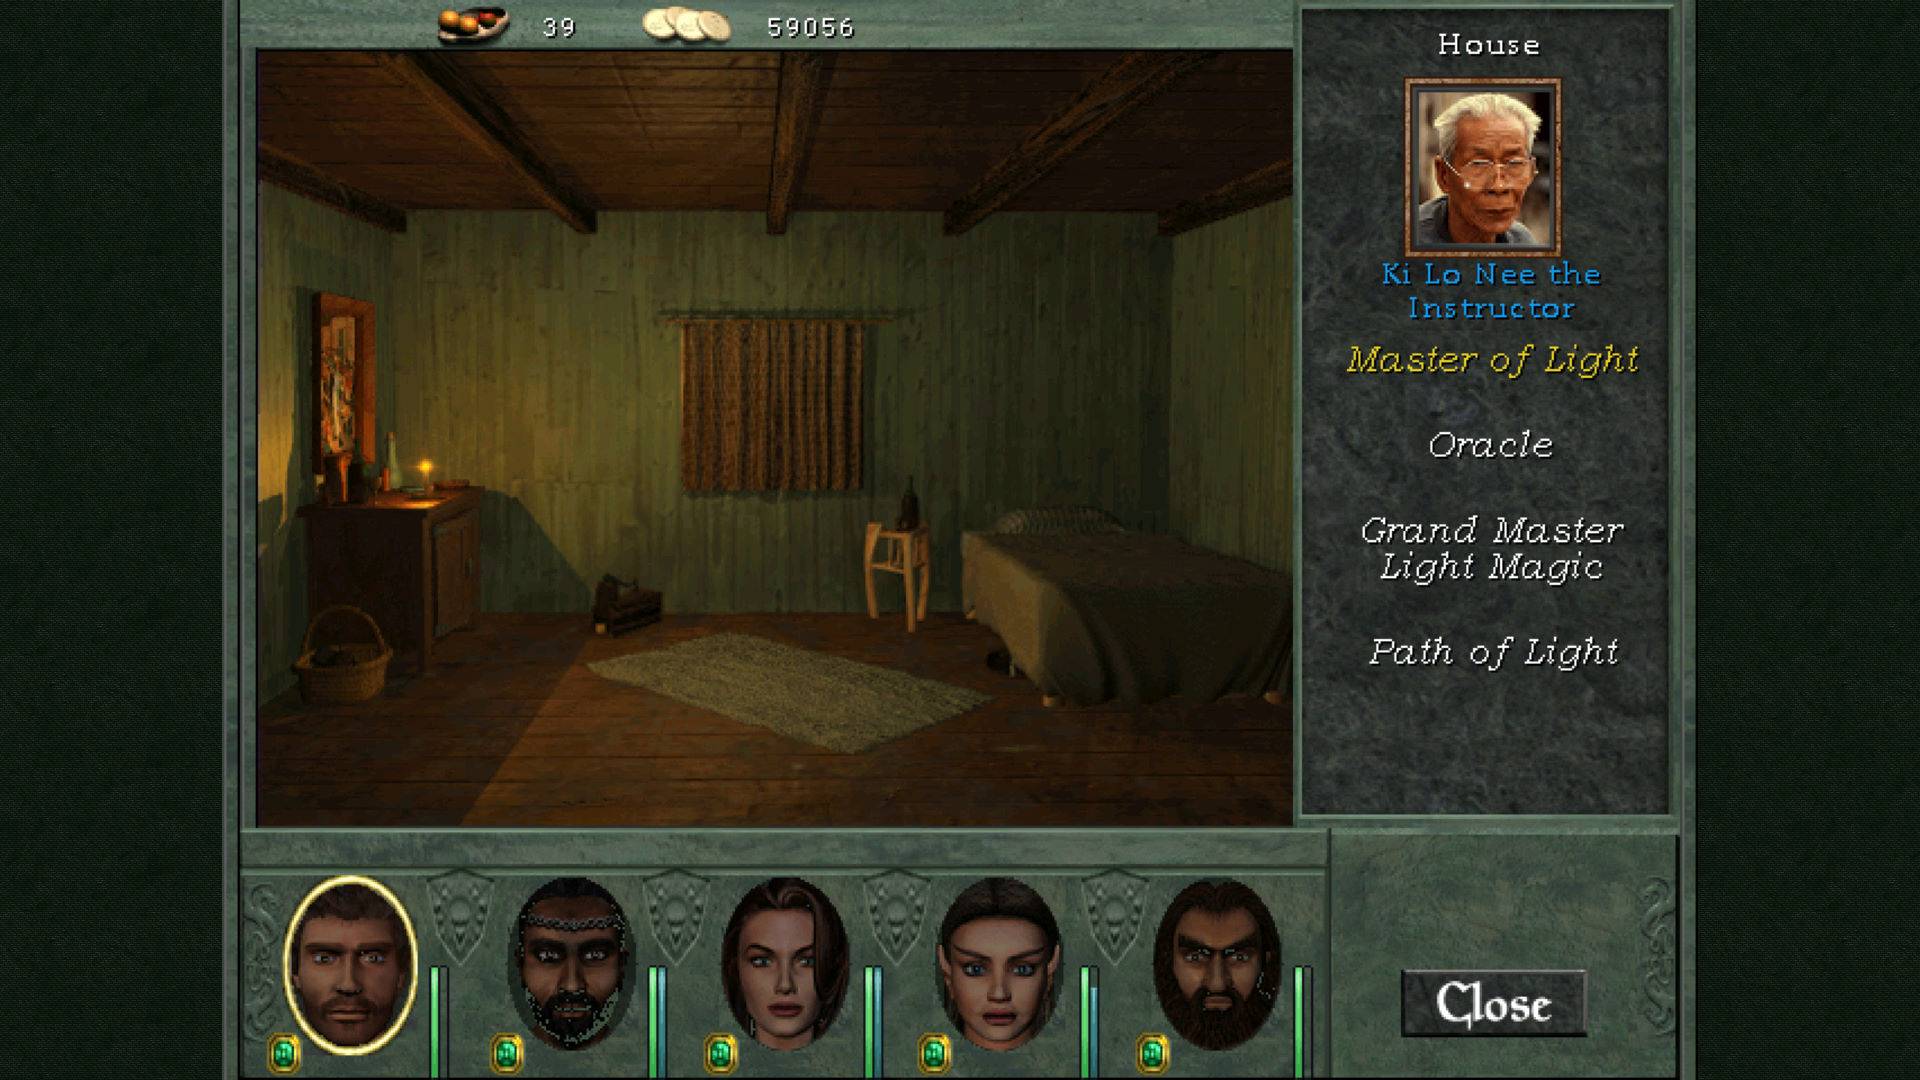 39 59056
House
Ki Lo Nee the
Instructor
Master of Light
Oracle
Grand Master
Light Magic
Path of Light
Close